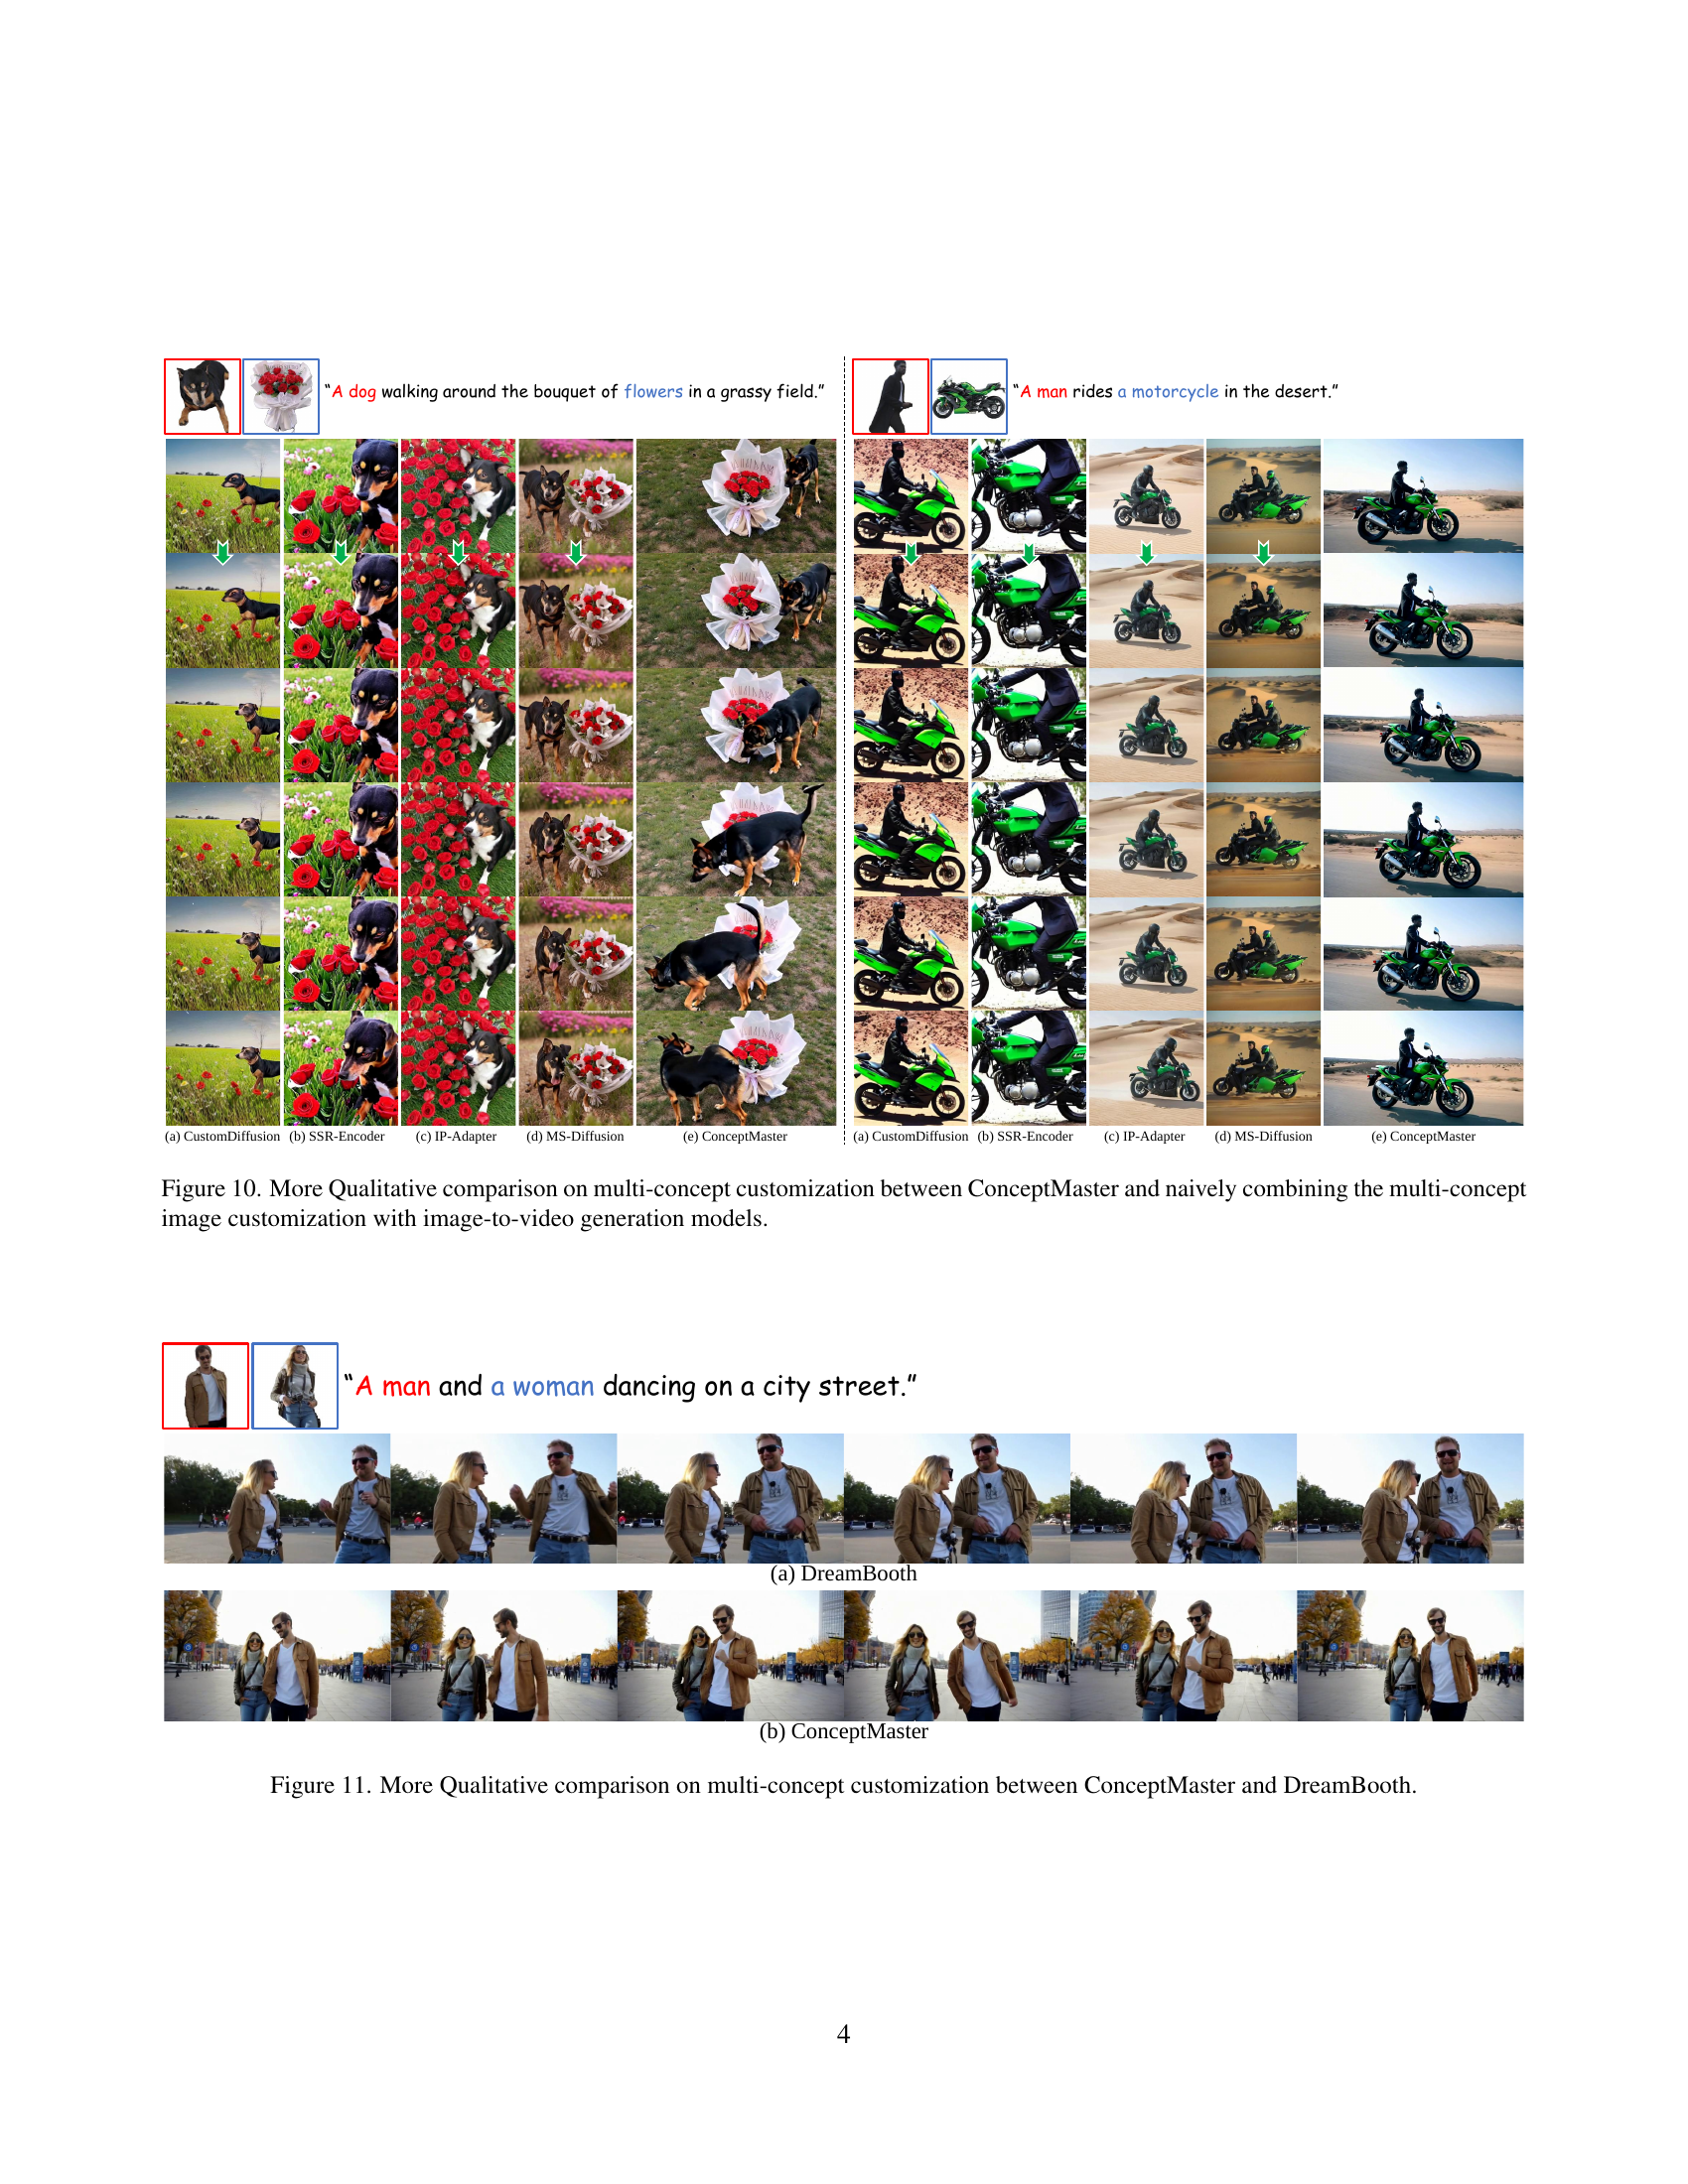 “A dog walking around the bouquet of flowers in a grassy field.”
“A man rides a motorcycle in the desert.”
(a) CustomDiffusion (b) SSR-Encoder (c) IP-Adapter (d) MS-Diffusion (e) ConceptMaster
(a) CustomDiffusion (b) SSR-Encoder (c) IP-Adapter (d) MS-Diffusion (e) ConceptMaster
Figure 10. More Qualitative comparison on multi-concept customization between ConceptMaster and naively combining the multi-concept
image customization with image-to-video generation models.
“A man and a woman dancing on a city street.”
(a) DreamBooth
(b) ConceptMaster
Figure 11. More Qualitative comparison on multi-concept customization between ConceptMaster and DreamBooth.
4